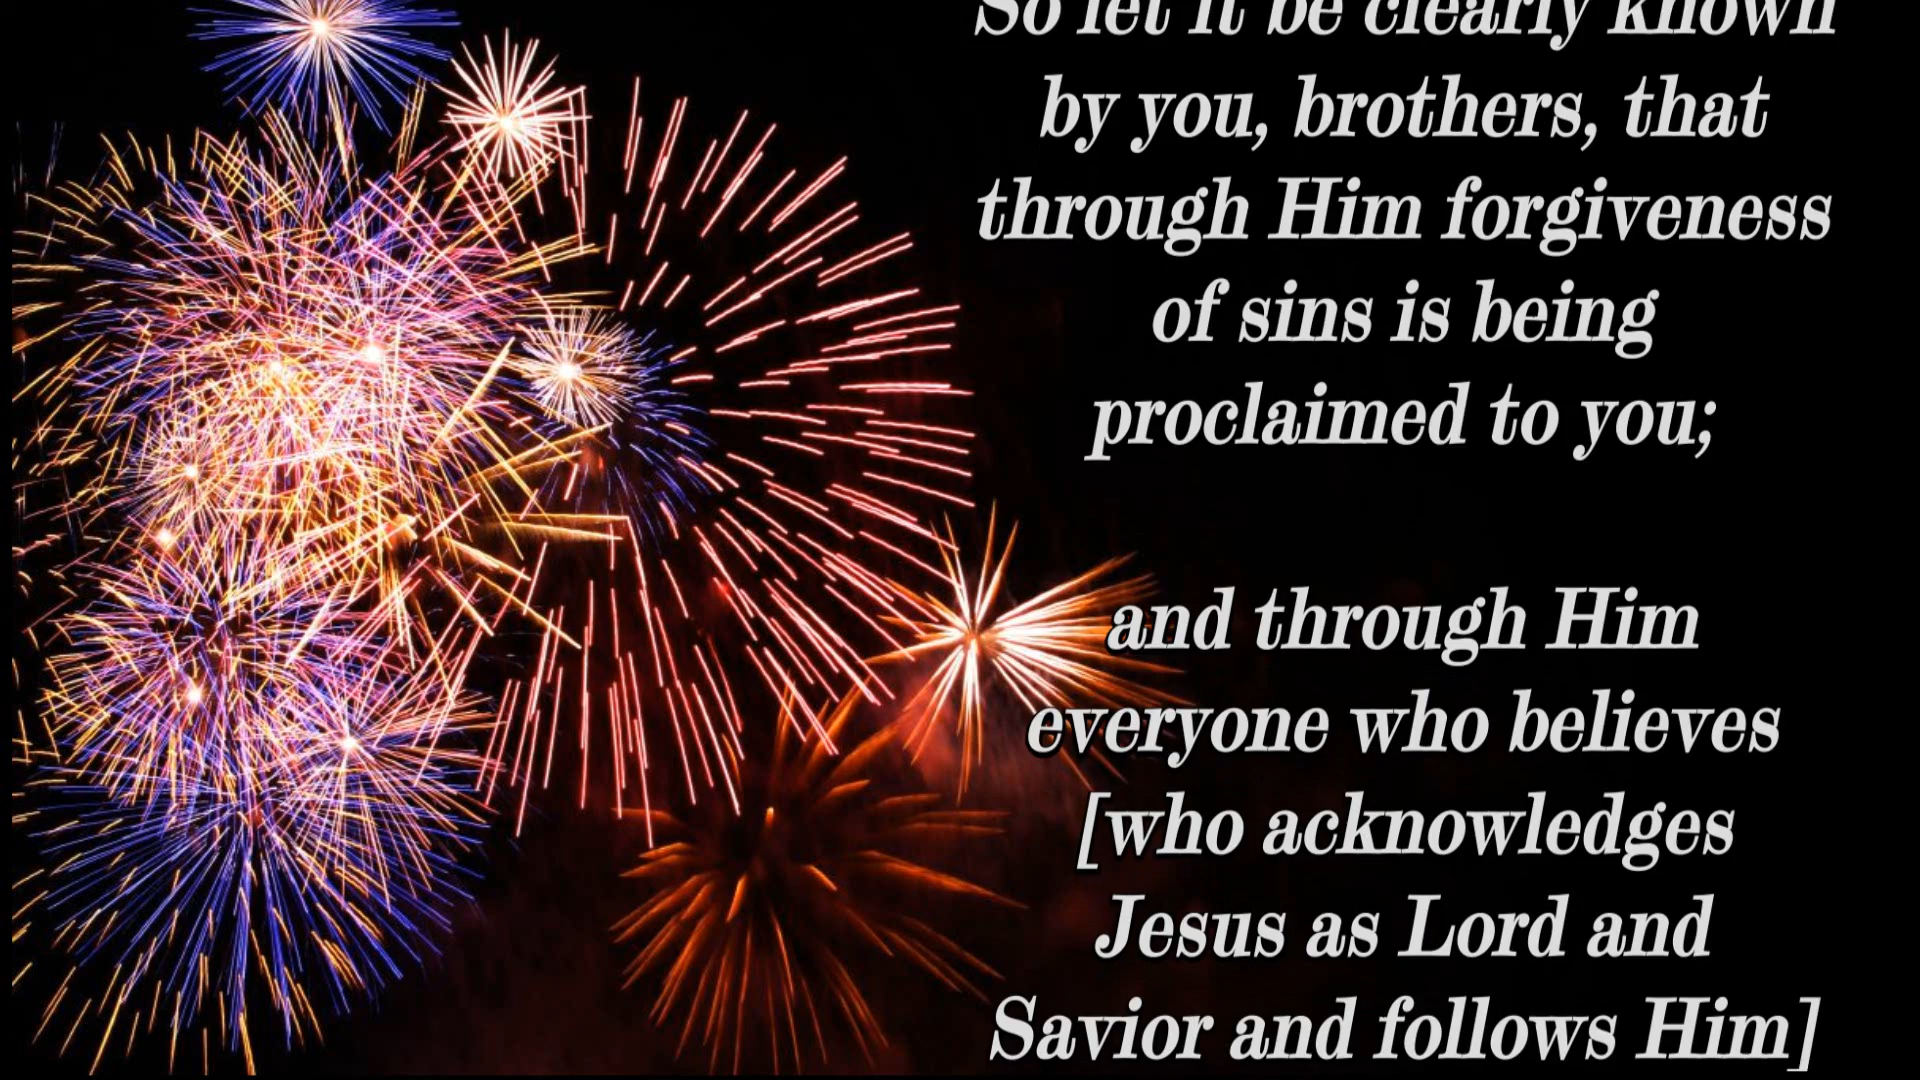 So let it be clearly known
by you, brothers, that
through Him forgiveness
of sins is being
proclaimed to you;
and through Him
everyone who believes
[who acknowledges
Jesus as Lord and
Savior and follows Him]